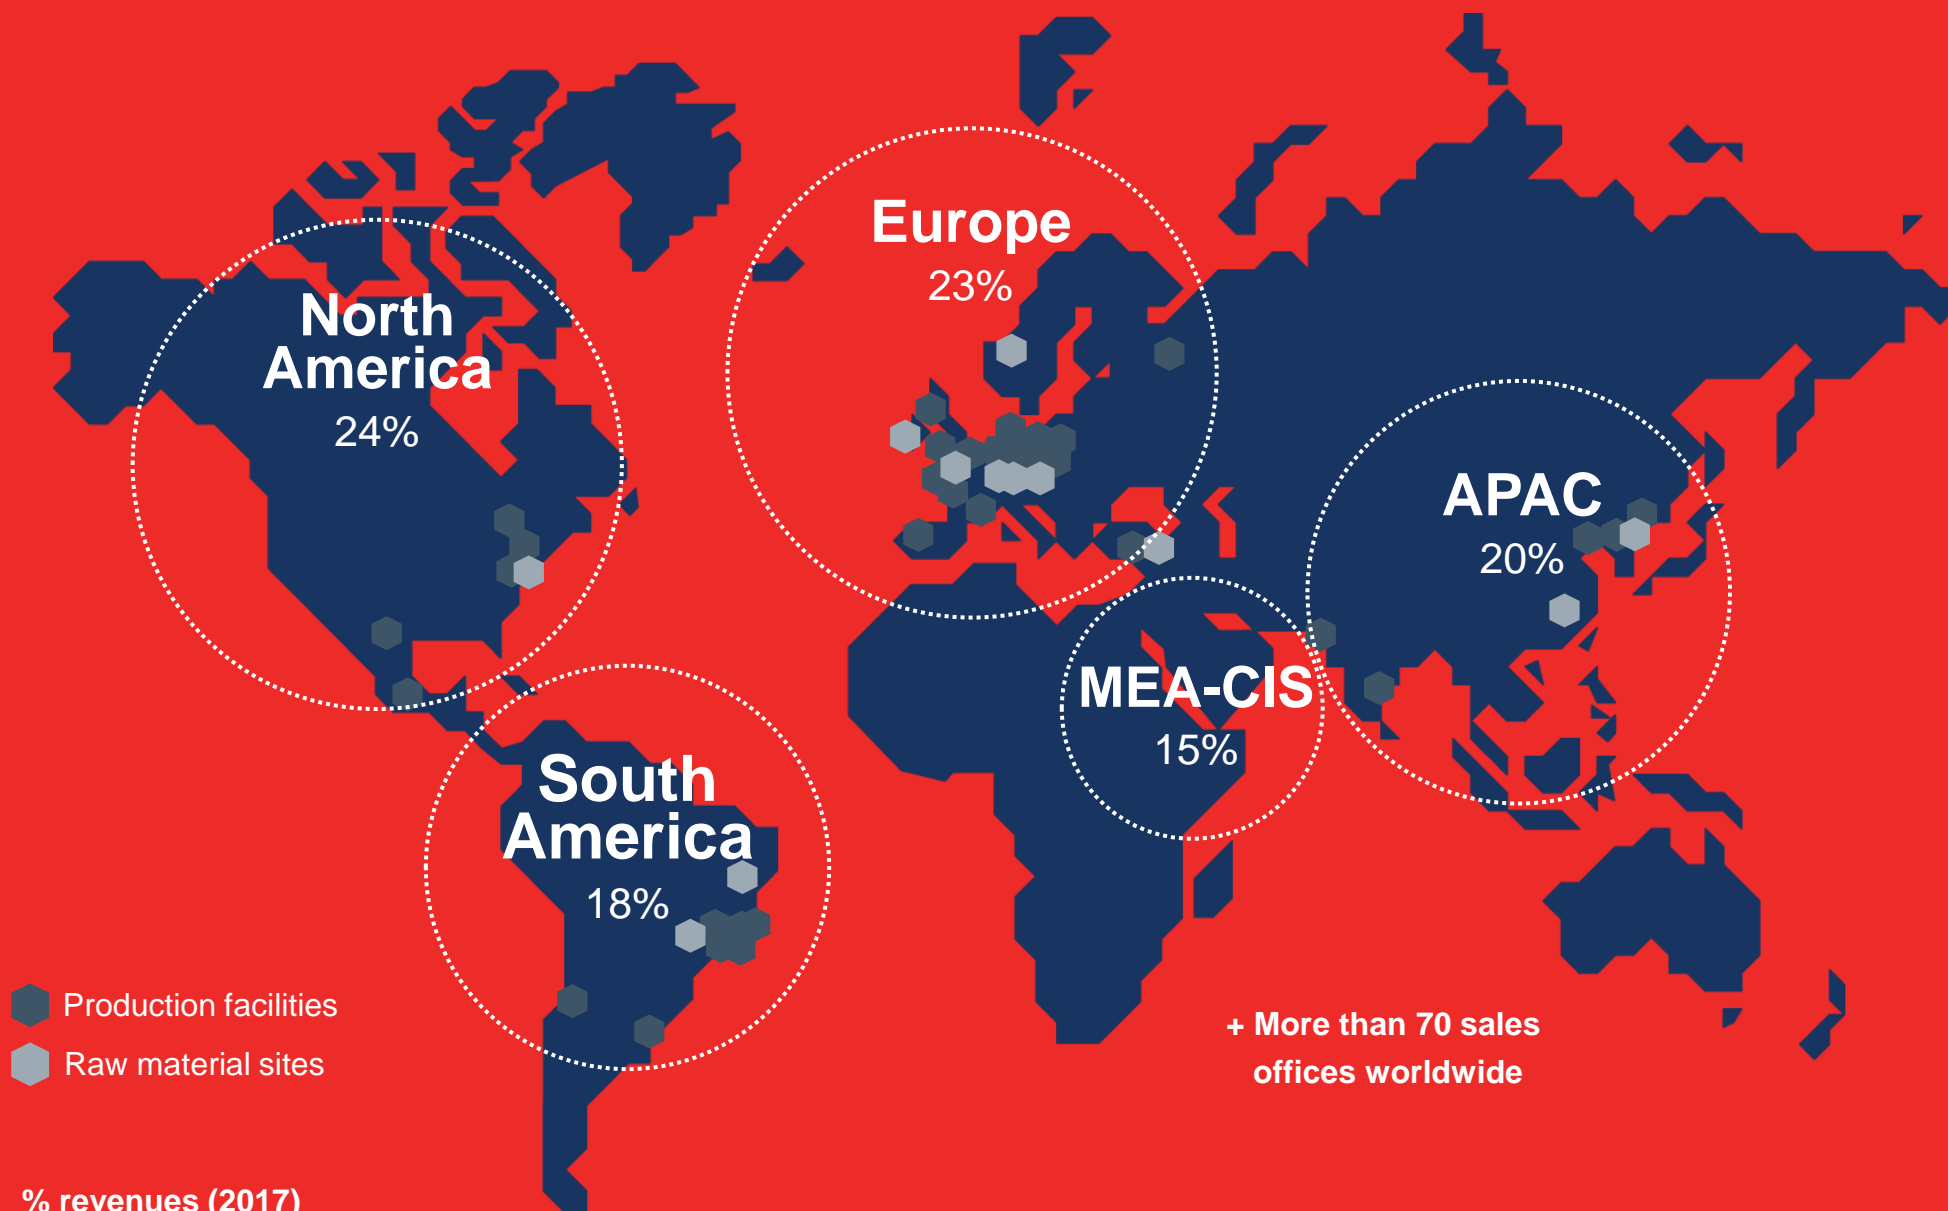 Europe
23%
North
America
24%
APAC
20%
MEA-CIS
15%
South
America
18%
Production facilities
Raw material sites
+ More than 70 sales
offices worldwide
% revenues (2017)